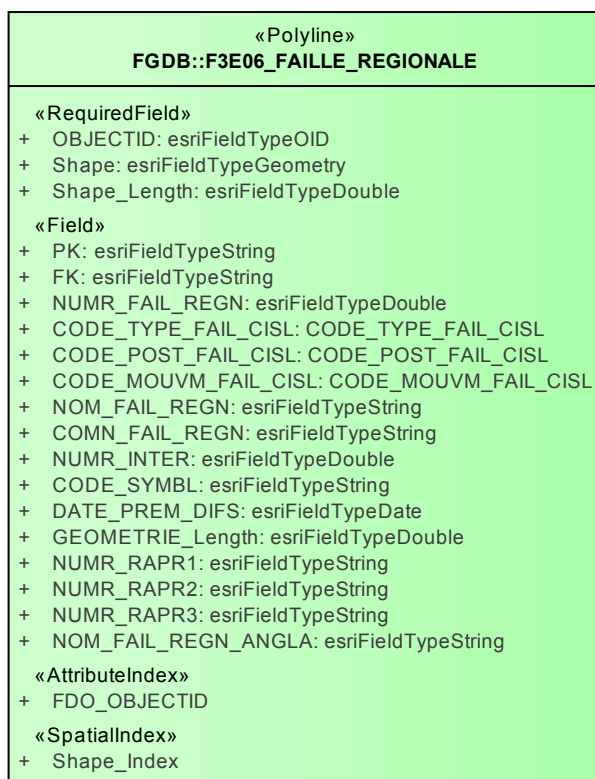 «Polyline»
FGDB::F3E06_FAILLE_REGIONALE
«RequiredField»
+ OBJECTID: esriFieldTypeOID
+ Shape: esriFieldTypeGeometry
+ Shape_Length: esriFieldTypeDouble
«Field»
+ PK: esriFieldTypeString
+ FK: esriFieldTypeString
+ NUMR_FAIL_REGN: esriFieldTypeDouble
+ CODE_TYPE_FAIL_CISL: CODE_TYPE_FAIL_CISL
+ CODE_POST_FAIL_CISL: CODE_POST_FAIL_CISL
+ CODE_MOUVM_FAIL_CISL: CODE_MOUVM_FAIL_CISL
+ NOM_FAIL_REGN: esriFieldTypeString
+ COMN_FAIL_REGN: esriFieldTypeString
+ NUMR_INTER: esriFieldTypeDouble
+ CODE_SYMBL: esriFieldTypeString
+ DATE_PREM_DIFS: esriFieldTypeDate
+ GEOMETRIE_Length: esriFieldTypeDouble
+ NUMR_RAPR1: esriFieldTypeString
+ NUMR_RAPR2: esriFieldTypeString
+ NUMR_RAPR3: esriFieldTypeString
+ NOM_FAIL_REGN_ANGLA: esriFieldTypeString
«AttributeIndex»
+ FDO_OBJECTID
«SpatialIndex»
+ Shape_Index